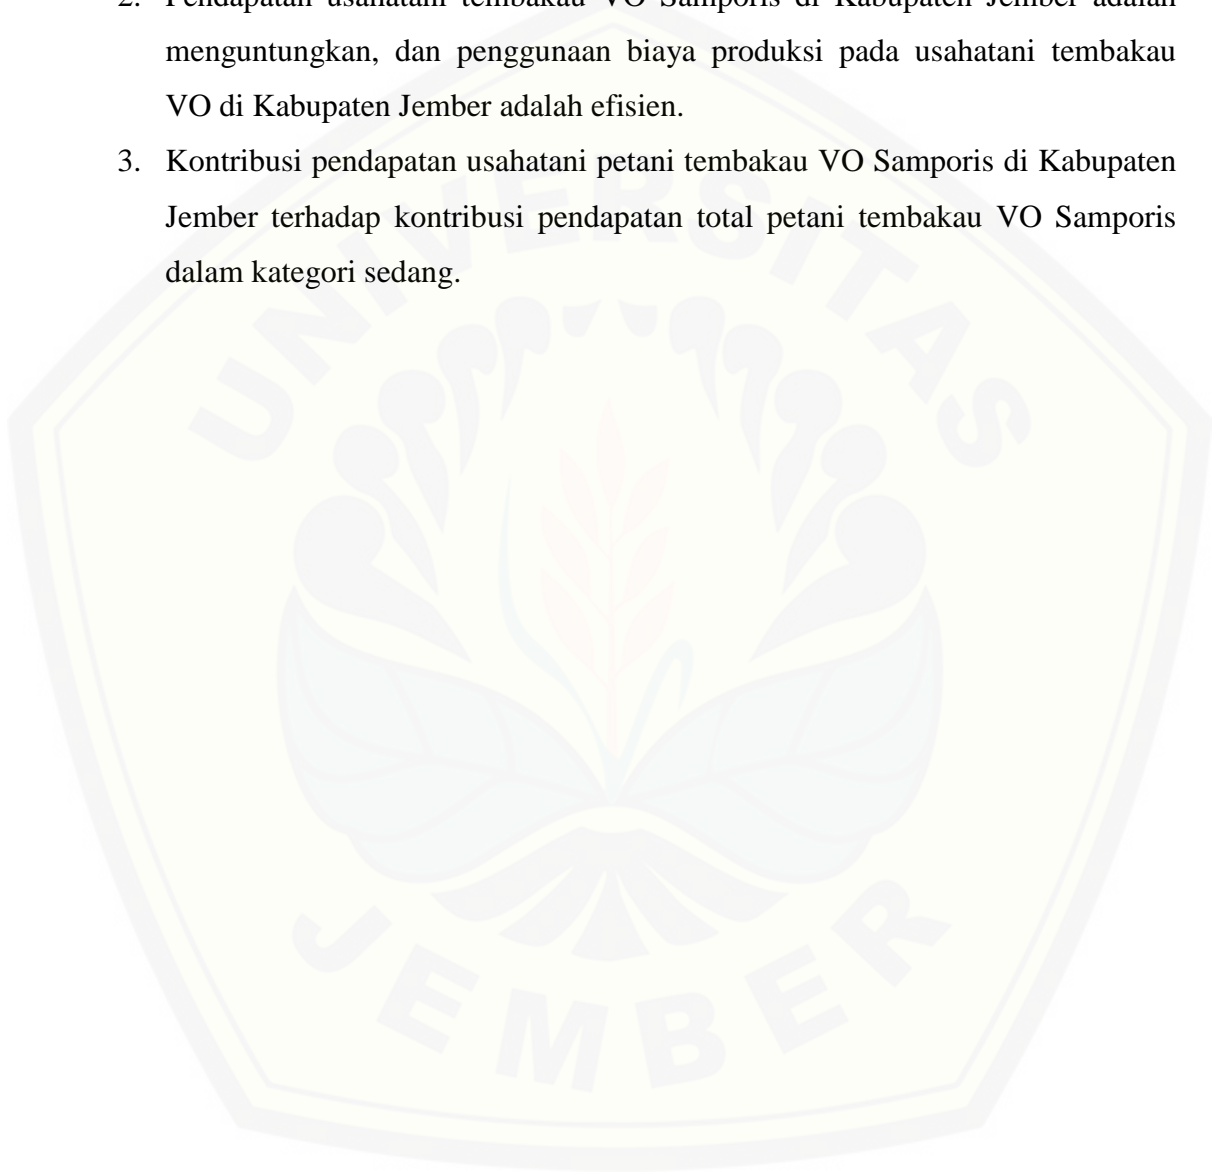 2. Pendapatan usahatani tembakau VO Samporis di Kabupaten Jember adalah
menguntungkan, dan penggunaan biaya produksi pada usahatani tembakau
VO di Kabupaten Jember adalah efisien.
3. Kontribusi pendapatan usahatani petani tembakau VO Samporis di Kabupaten
Jember terhadap kontribusi pendapatan total petani tembakau VO Samporis
dalam kategori sedang.
UNIVERSITAS
JEMBER